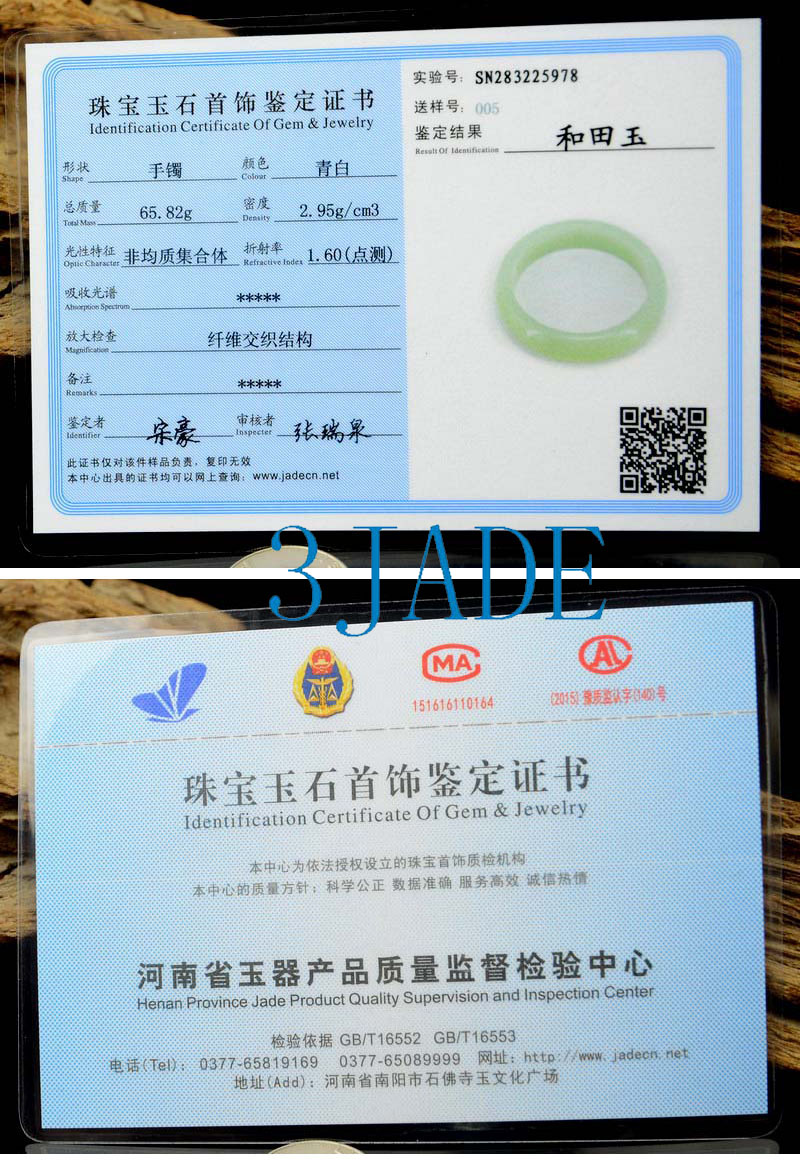 珠宝玉石首饰鉴定证书
Identification Certificate Of Gem & Jewelry
形状 手镯 颜色 青白
Shape Colour
总质量 65.82g 密度 2.95g/cm3
Total Mass Density
光性特征 非均质集合体 折射率 1.60(点测)
Optic Character Refractive Index
吸收光谱 *****
Absorption Spectrum
放大检查 纤维交织结构
Magnification
备注 *****
Remarks
鉴定者 宋豪 审核者 张瑞泉
Identifier Inspecter
此证书仅对该件样品负责，复印无效
本中心出具的证书均可以网上查询：www.jadecn.net
实验号：SN283225978
送样号：005
鉴定结果 和田玉
Result Of Identification
3JADE
MA
151616110164
AL
(2015) 豫质监认字(140)号
珠宝玉石首饰鉴定证书
Identification Certificate Of Gem & Jewelry
本中心为依法授权设立的珠宝首饰质检机构
本中心的质量方针：科学公正 数据准确 服务高效 诚信热情
河南省玉器产品质量监督检验中心
Henan Province Jade Product Quality Supervision and Inspection Center
检验依据 GB/T16552 GB/T16553
电话(Tel)： 0377-65819169 0377-65089999 网址：http://www.jadecn.net
地址(Add)：河南省南阳市石佛寺玉文化广场